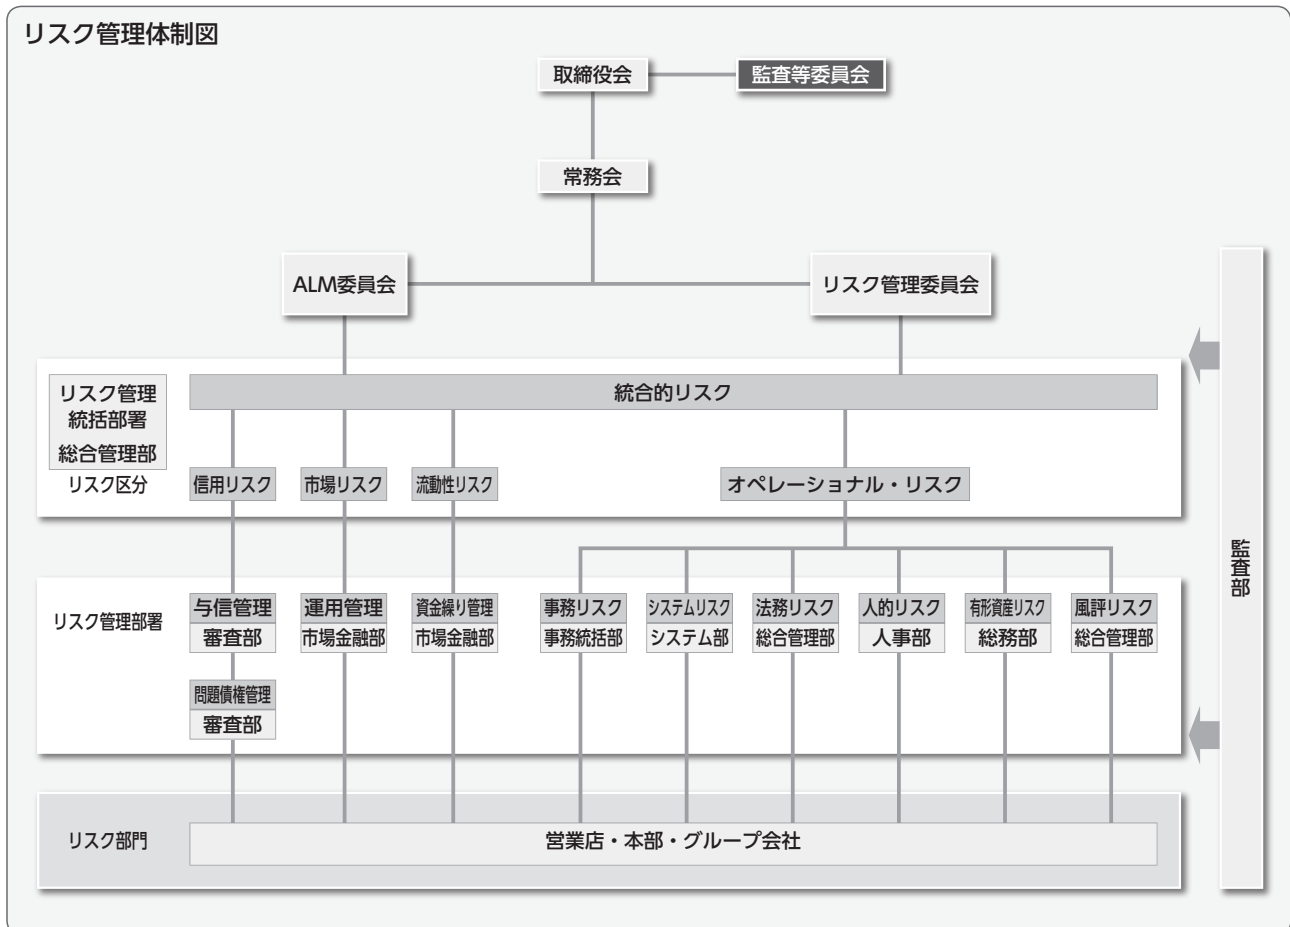 リスク管理体制図
取締役会
監査等委員会
常務会
ALM委員会
リスク管理委員会
リスク管理
統括部署
総合管理部
統合的リスク
リスク区分
信用リスク
市場リスク
流動性リスク
オペレーショナル・リスク
リスク管理部署
与信管理
審査部
運用管理
市場金融部
資金繰り管理
市場金融部
事務リスク
事務統括部
システムリスク
システム部
法務リスク
総合管理部
人的リスク
人事部
有形資産リスク
総務部
風評リスク
総合管理部
問題債権管理
審査部
リスク部門
営業店・本部・グループ会社
監査部